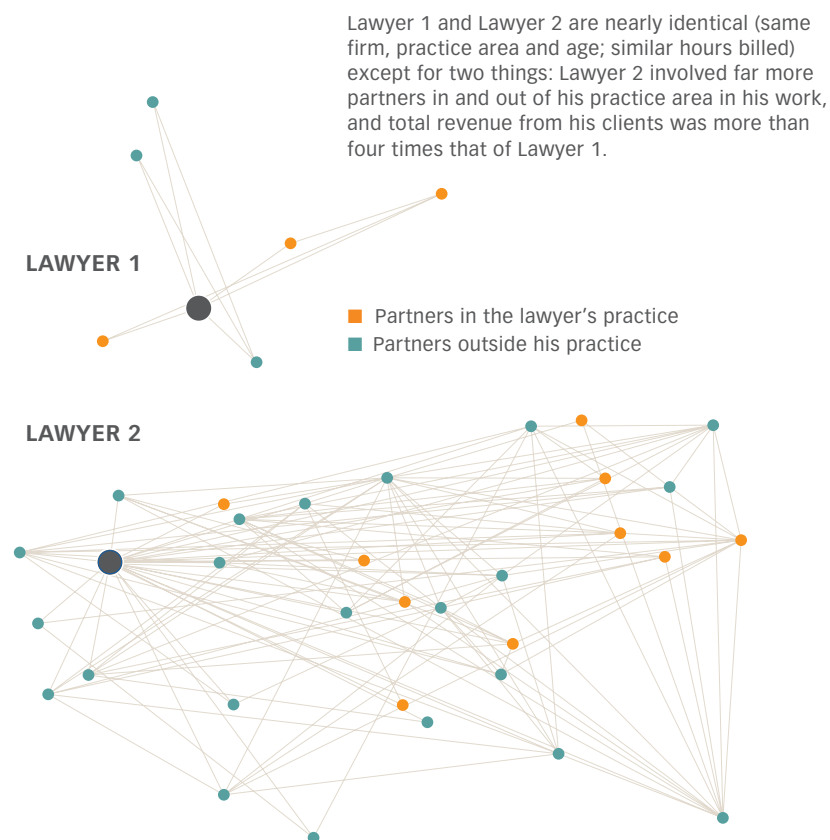 Lawyer 1 and Lawyer 2 are nearly identical (same
firm, practice area and age; similar hours billed)
except for two things: Lawyer 2 involved far more
partners in and out of his practice area in his work,
and total revenue from his clients was more than
four times that of Lawyer 1.
LAWYER 1
Partners in the lawyer’s practice
Partners outside his practice
LAWYER 2